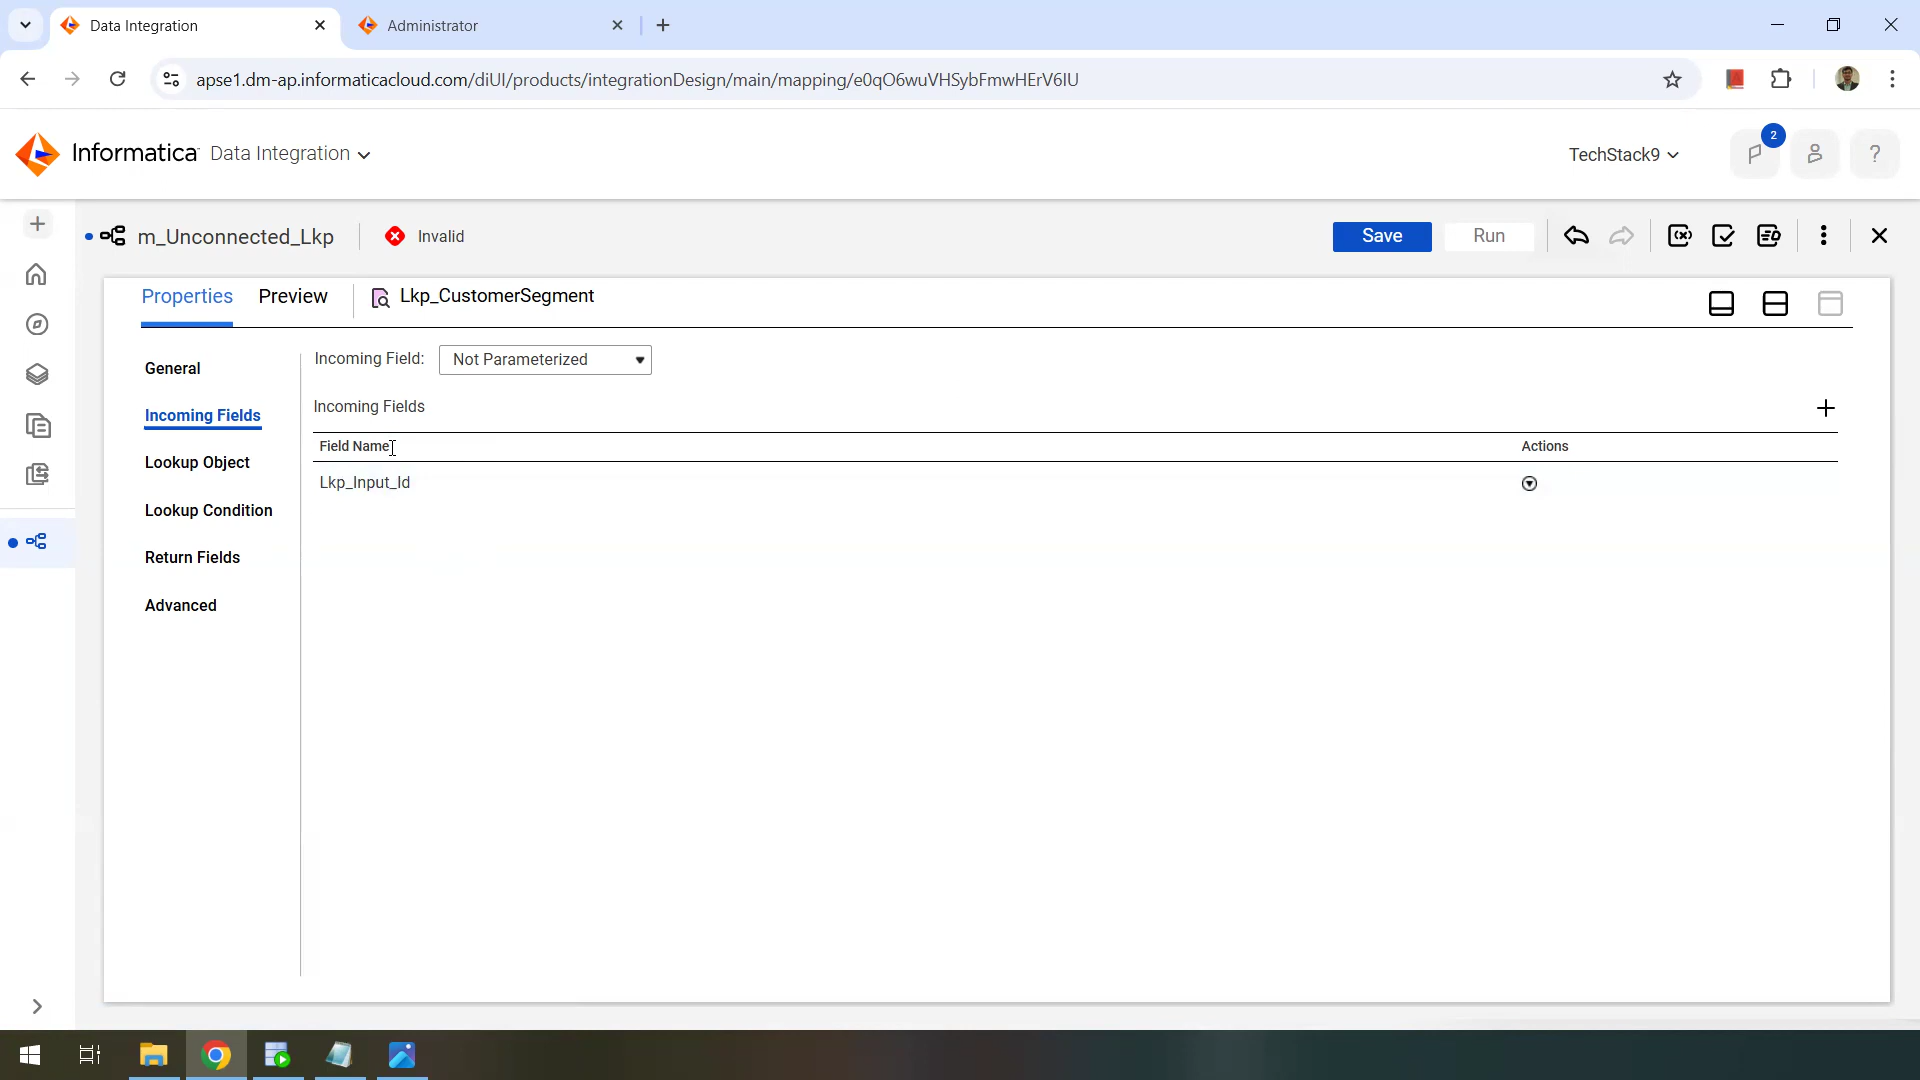 Data Integration
Administrator
apse1.dm-ap.informaticacloud.com/diUI/products/integrationDesign/main/mapping/e0qO6wuVHSybFmwHErV6IU
Informatica Data Integration
TechStack9
2
?
m_Unconnected_Lkp
Invalid
Save
Run
Properties
Preview
Lkp_CustomerSegment
General
Incoming Field: Not Parameterized
Incoming Fields
Incoming Fields
Field Name
Actions
Lookup Object
Lkp_Input_Id
Lookup Condition
Return Fields
Advanced